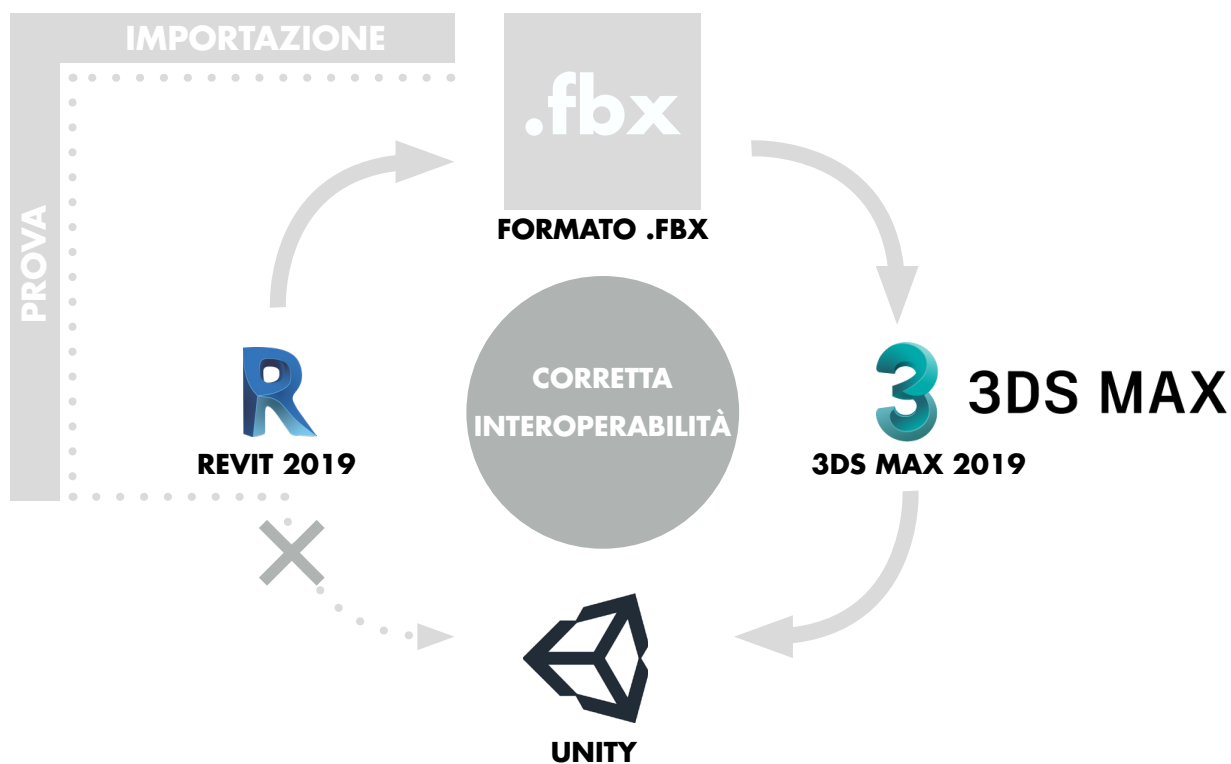 IMPORTAZIONE
PROVA
.fbx
FORMATO .FBX
CORRETTA
INTEROPERABILITÀ
REVIT 2019
3DS MAX
3DS MAX 2019
UNITY